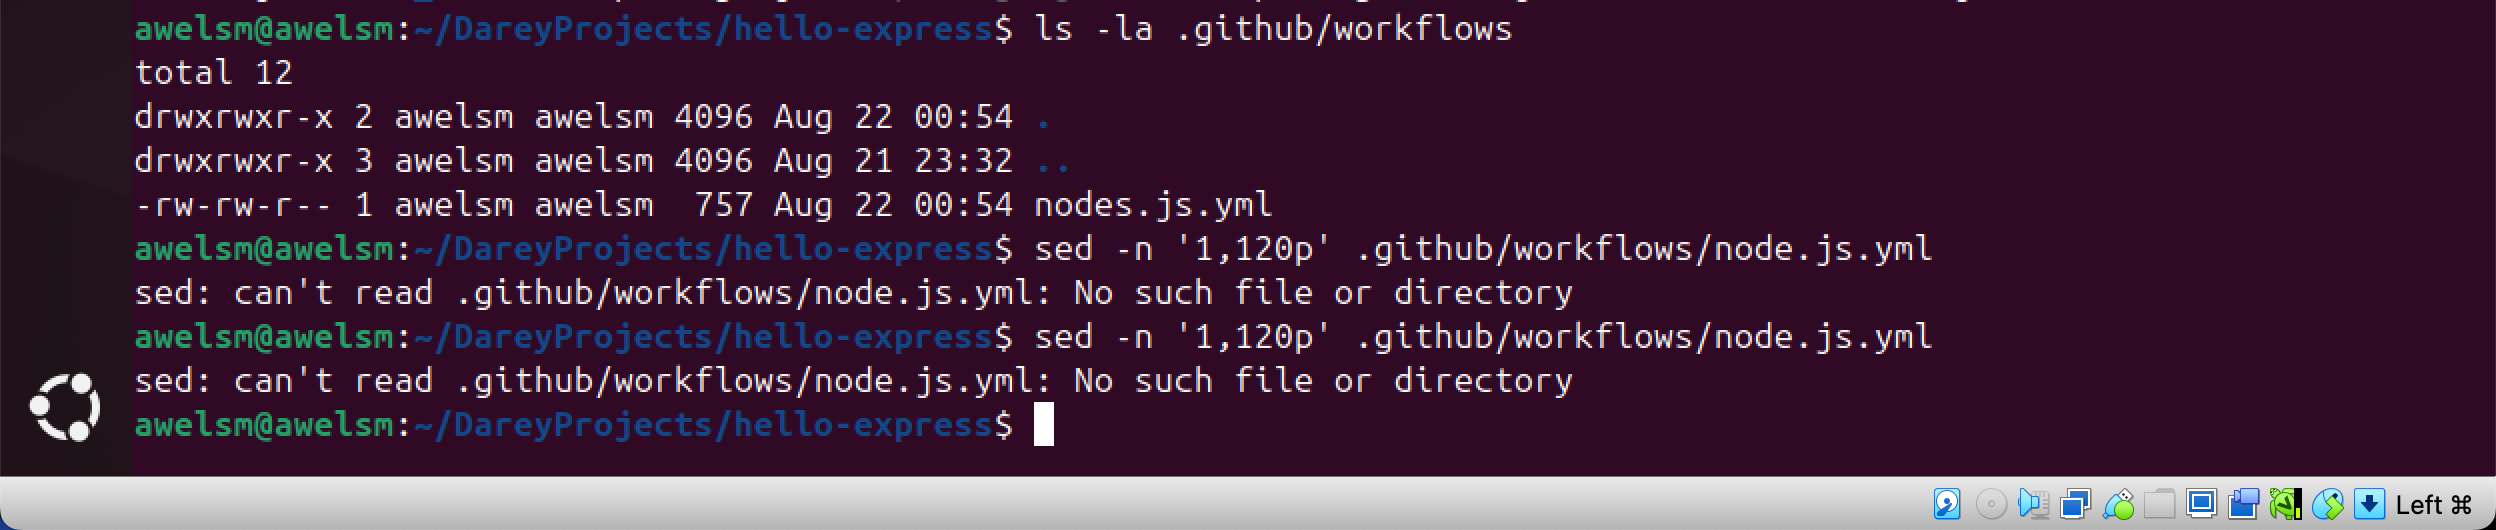 awelsm@awelsm:~/DareyProjects/hello-express$ ls -la .github/workflows
total 12
drwxrwxr-x 2 awelsm awelsm 4096 Aug 22 00:54 .
drwxrwxr-x 3 awelsm awelsm 4096 Aug 21 23:32 ..
-rw-rw-r-- 1 awelsm awelsm  757 Aug 22 00:54 nodes.js.yml
awelsm@awelsm:~/DareyProjects/hello-express$ sed -n '1,120p' .github/workflows/node.js.yml
sed: can't read .github/workflows/node.js.yml: No such file or directory
awelsm@awelsm:~/DareyProjects/hello-express$ sed -n '1,120p' .github/workflows/node.js.yml
sed: can't read .github/workflows/node.js.yml: No such file or directory
awelsm@awelsm:~/DareyProjects/hello-express$
Left ⌘